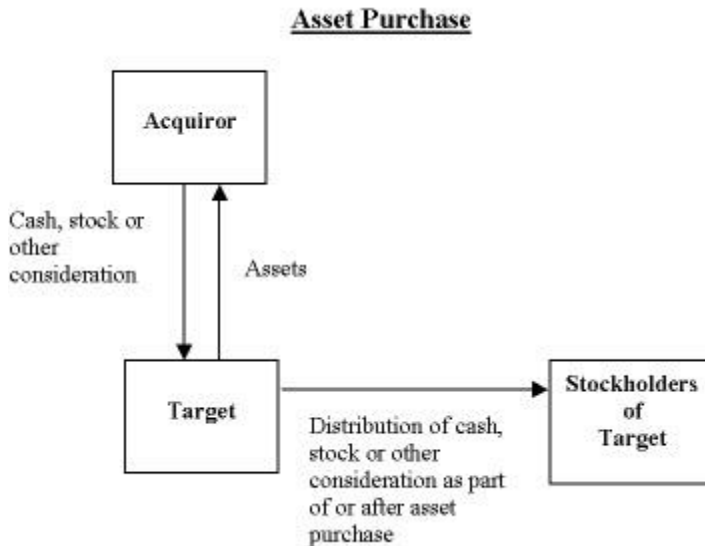 Asset Purchase
Acquiror
Cash, stock or
other
consideration
Assets
Target
Stockholders
of
Target
Distribution of cash,
stock or other
consideration as part
of or after asset
purchase